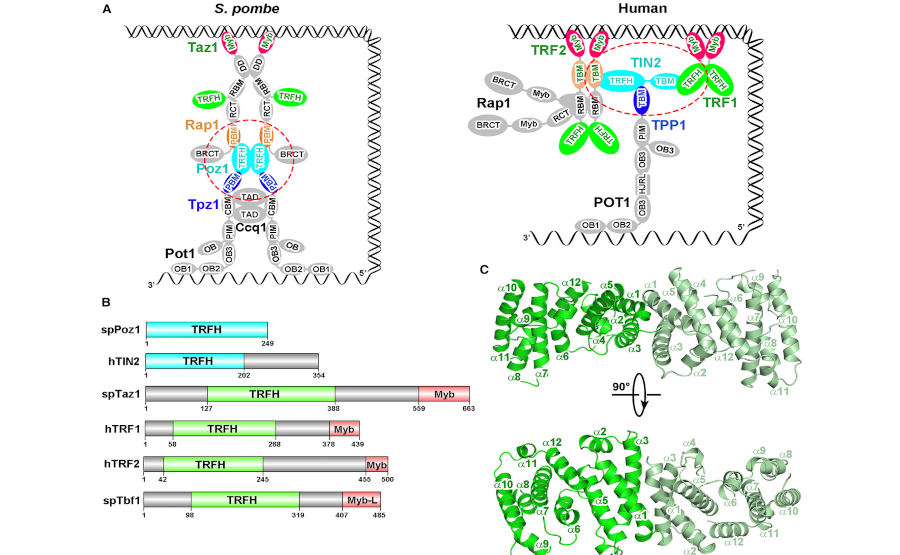 A
S. pombe
Human
Taz1
Myb
Myb
DD
DD
RBM
RBM
TRFH
TRFH
RCT
RCT
Rap1
PBM
PBM
BRCT
BRCT
Poz1
TRFH
TRFH
PBM
PBM
Tpz1
TAD
CBM
CBM
TAD
Ccq1
PIM
PIM
Pot1
OB
OB
OB3
OB3
OB1
OB2
OB2
OB1
3'
5'
Myb
Myb
Myb
Myb
TRF2
TIN2
TBM
TBM
TRFH
TBM
TRFH
TRFH
TRF1
BRCT
Myb
Rap1
RBM
RBM
TBM
BRCT
Myb
RCT
TPP1
TRFH
TRFH
PIM
OB3
OB3
HJRL
POT1
OB3
OB1
OB2
3'
5'
B
spPoz1
TRFH
1
249
hTIN2
TRFH
1
202
354
spTaz1
TRFH
Myb
1
127
388
559
663
hTRF1
TRFH
Myb
1
58
268
378
439
hTRF2
TRFH
Myb
1
42
245
455
500
spTbf1
TRFH
Myb-L
1
98
319
407
485
C
α10
α12
α5
α1
α9
α2
α4
α3
α11
α6
α8
α7
α1
α5
α4
α9
α6
α7
α10
α3
α8
α2
α11
90°
α12
α2
α3
α11
α10
α8
α7
α6
α5
α1
α9
α3
α4
α9
α8
α5
α7
α6
α10
α1
α11
α12
α2